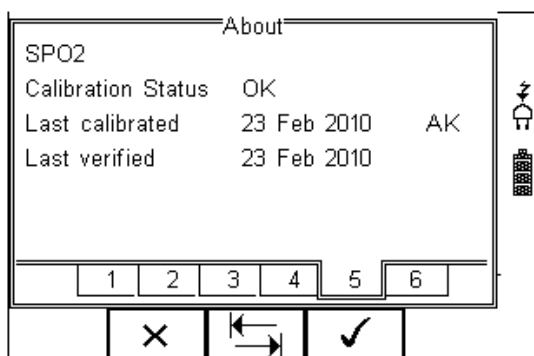 About
SPO2
Calibration Status OK
Last calibrated 23 Feb 2010 AK
Last verified 23 Feb 2010
1 2 3 4 5 6